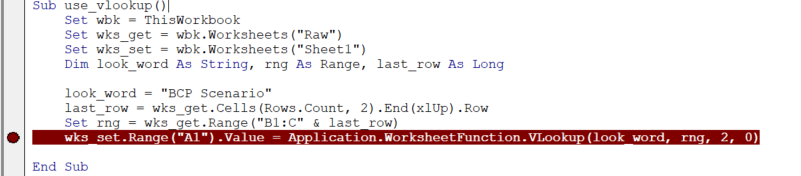 Sub use_vlookup()
Set wbk = ThisWorkbook
Set wks_get = wbk.Worksheets("Raw")
Set wks_set = wbk.Worksheets("Sheet1")
Dim look_word As String, rng As Range, last_row As Long
look_word = "BCP Scenario"
last_row = wks_get.Cells(Rows.Count, 2).End(xlUp).Row
Set rng = wks_get.Range("B1:C" & last_row)
wks_set.Range("A1").Value = Application.WorksheetFunction.VLookup(look_word, rng, 2, 0)
End Sub